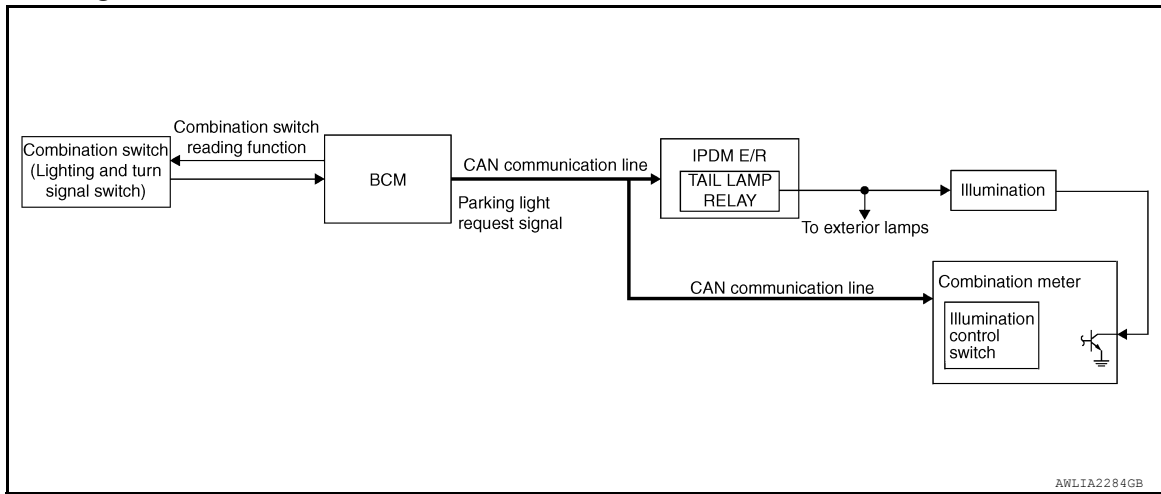 Combination switch
(Lighting and turn
signal switch)
Combination switch
reading function
BCM
CAN communication line
Parking light
request signal
IPDM E/R
TAIL LAMP
RELAY
To exterior lamps
Illumination
CAN communication line
Combination meter
Illumination
control
switch
AWLIA2284GB